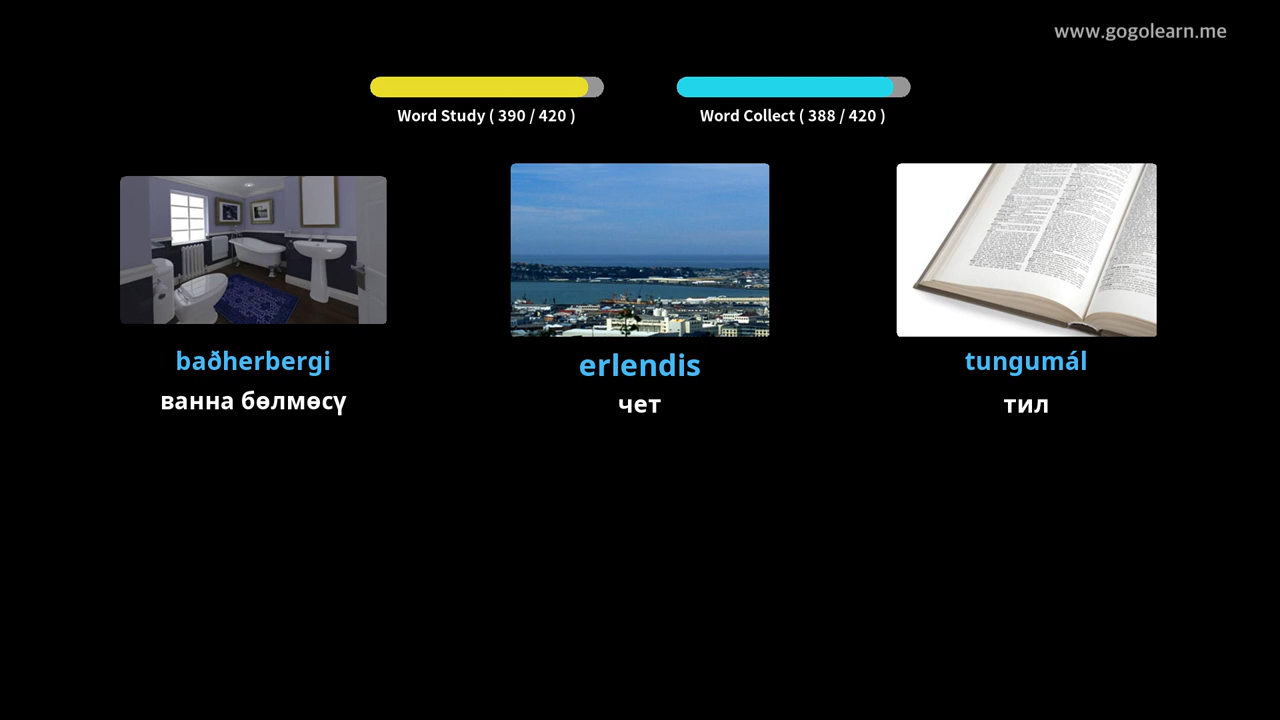 www.gogolearn.me
Word Study ( 390 / 420 )
Word Collect ( 388 / 420 )
baðherbergi
ванна бөлмөсү
erlendis
чет
tungumál
тил